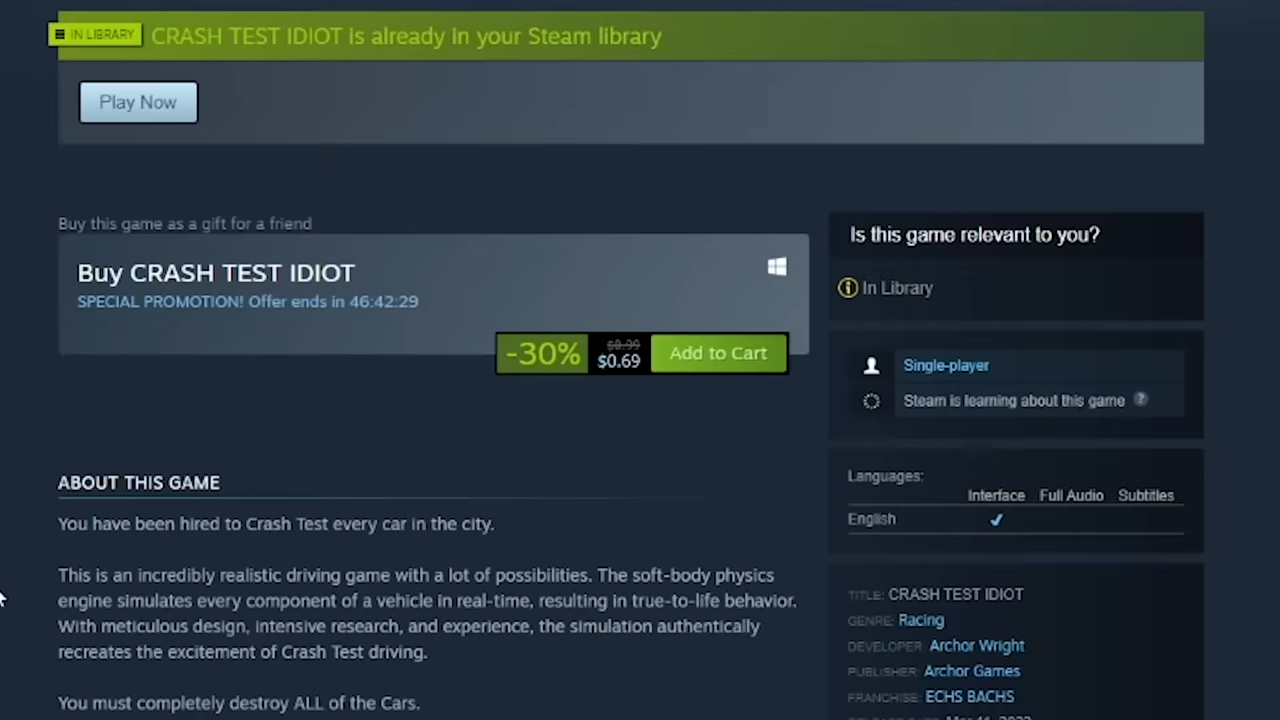 IN LIBRARY
CRASH TEST IDIOT is already in your Steam library
Play Now
Buy this game as a gift for a friend
Buy CRASH TEST IDIOT
SPECIAL PROMOTION! Offer ends in 46:42:29
-30%
$0.99
$0.69
Add to Cart
ABOUT THIS GAME
You have been hired to Crash Test every car in the city.
This is an incredibly realistic driving game with a lot of possibilities. The soft-body physics
engine simulates every component of a vehicle in real-time, resulting in true-to-life behavior.
With meticulous design, intensive research, and experience, the simulation authentically
recreates the excitement of Crash Test driving.
You must completely destroy ALL of the Cars.
Is this game relevant to you?
In Library
Single-player
Steam is learning about this game ?
Languages:
Interface Full Audio Subtitles
English ✔
TITLE: CRASH TEST IDIOT
GENRE: Racing
DEVELOPER: Archor Wright
PUBLISHER: Archor Games
FRANCHISE: ECHS BACHS